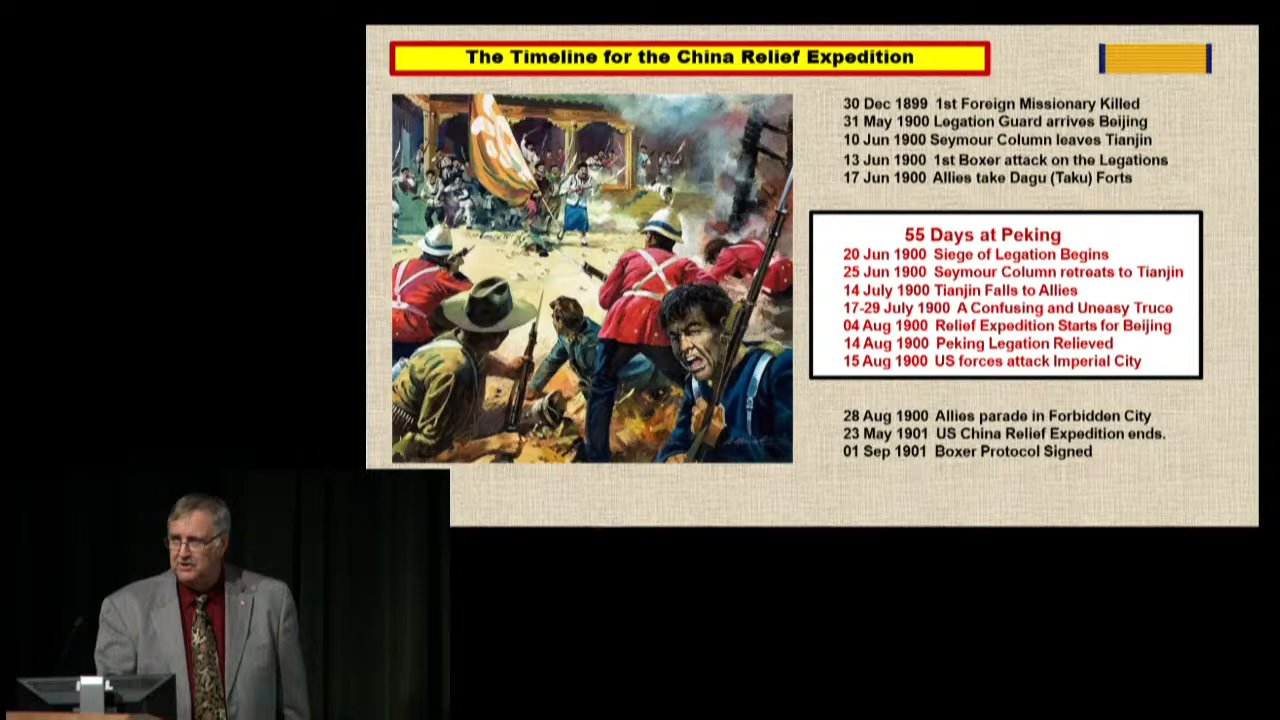 The Timeline for the China Relief Expedition
30 Dec 1899 1st Foreign Missionary Killed
31 May 1900 Legation Guard arrives Beijing
10 Jun 1900 Seymour Column leaves Tianjin
13 Jun 1900 1st Boxer attack on the Legations
17 Jun 1900 Allies take Dagu (Taku) Forts
55 Days at Peking
20 Jun 1900 Siege of Legation Begins
25 Jun 1900 Seymour Column retreats to Tianjin
14 July 1900 Tianjin Falls to Allies
17-29 July 1900 A Confusing and Uneasy Truce
04 Aug 1900 Relief Expedition Starts for Beijing
14 Aug 1900 Peking Legation Relieved
15 Aug 1900 US forces attack Imperial City
28 Aug 1900 Allies parade in Forbidden City
23 May 1901 US China Relief Expedition ends.
01 Sep 1901 Boxer Protocol Signed